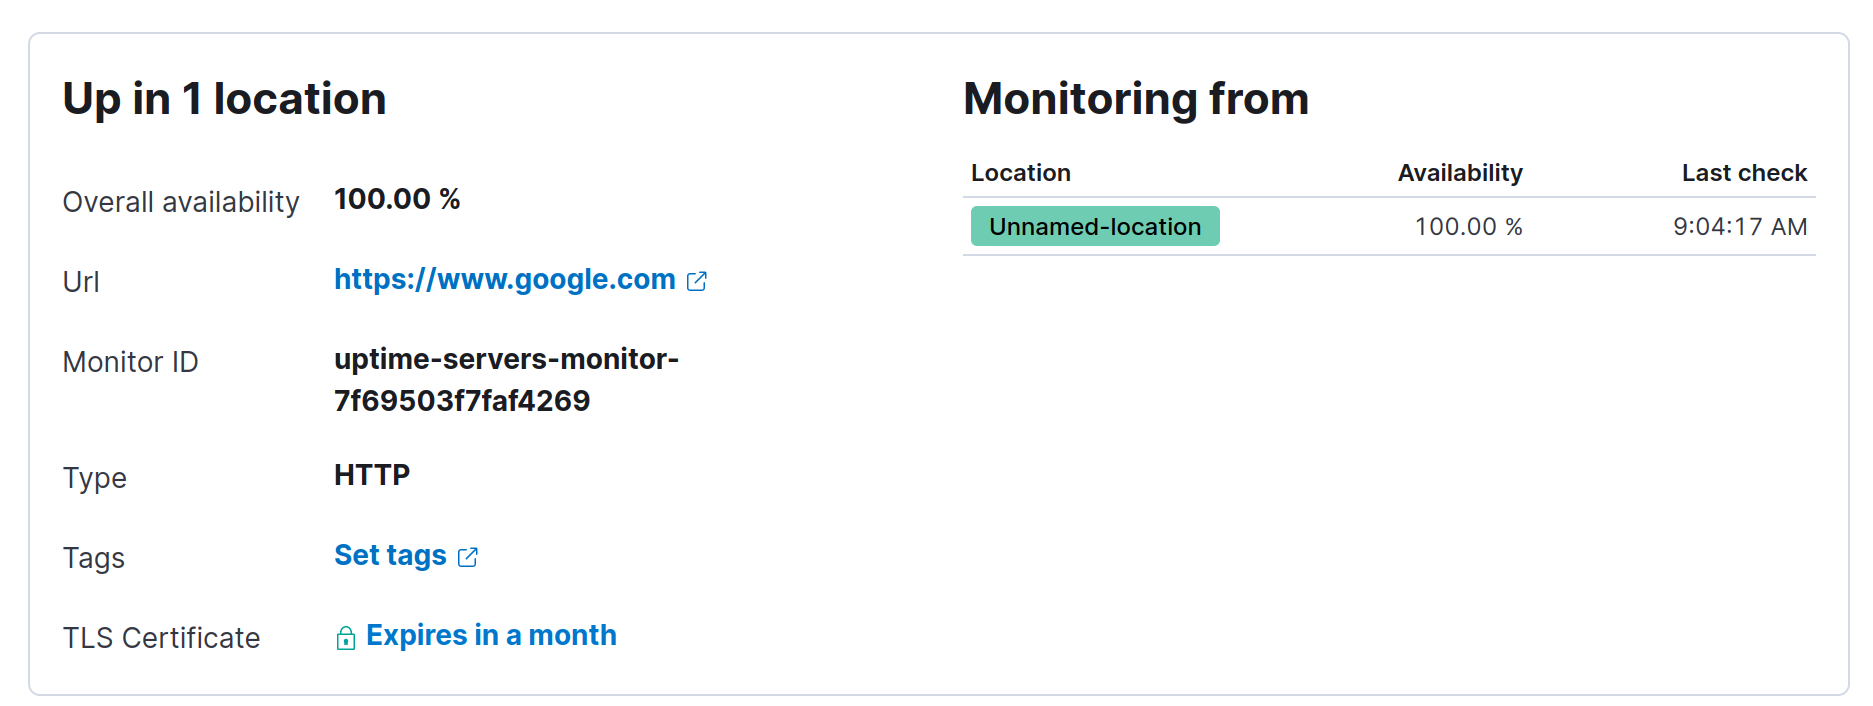 Up in 1 location
Overall availability 100.00 %
Url https://www.google.com
Monitor ID uptime-servers-monitor-
7f69503f7faf4269
Type HTTP
Tags Set tags
TLS Certificate Expires in a month
Monitoring from
Location Availability Last check
Unnamed-location 100.00 % 9:04:17 AM